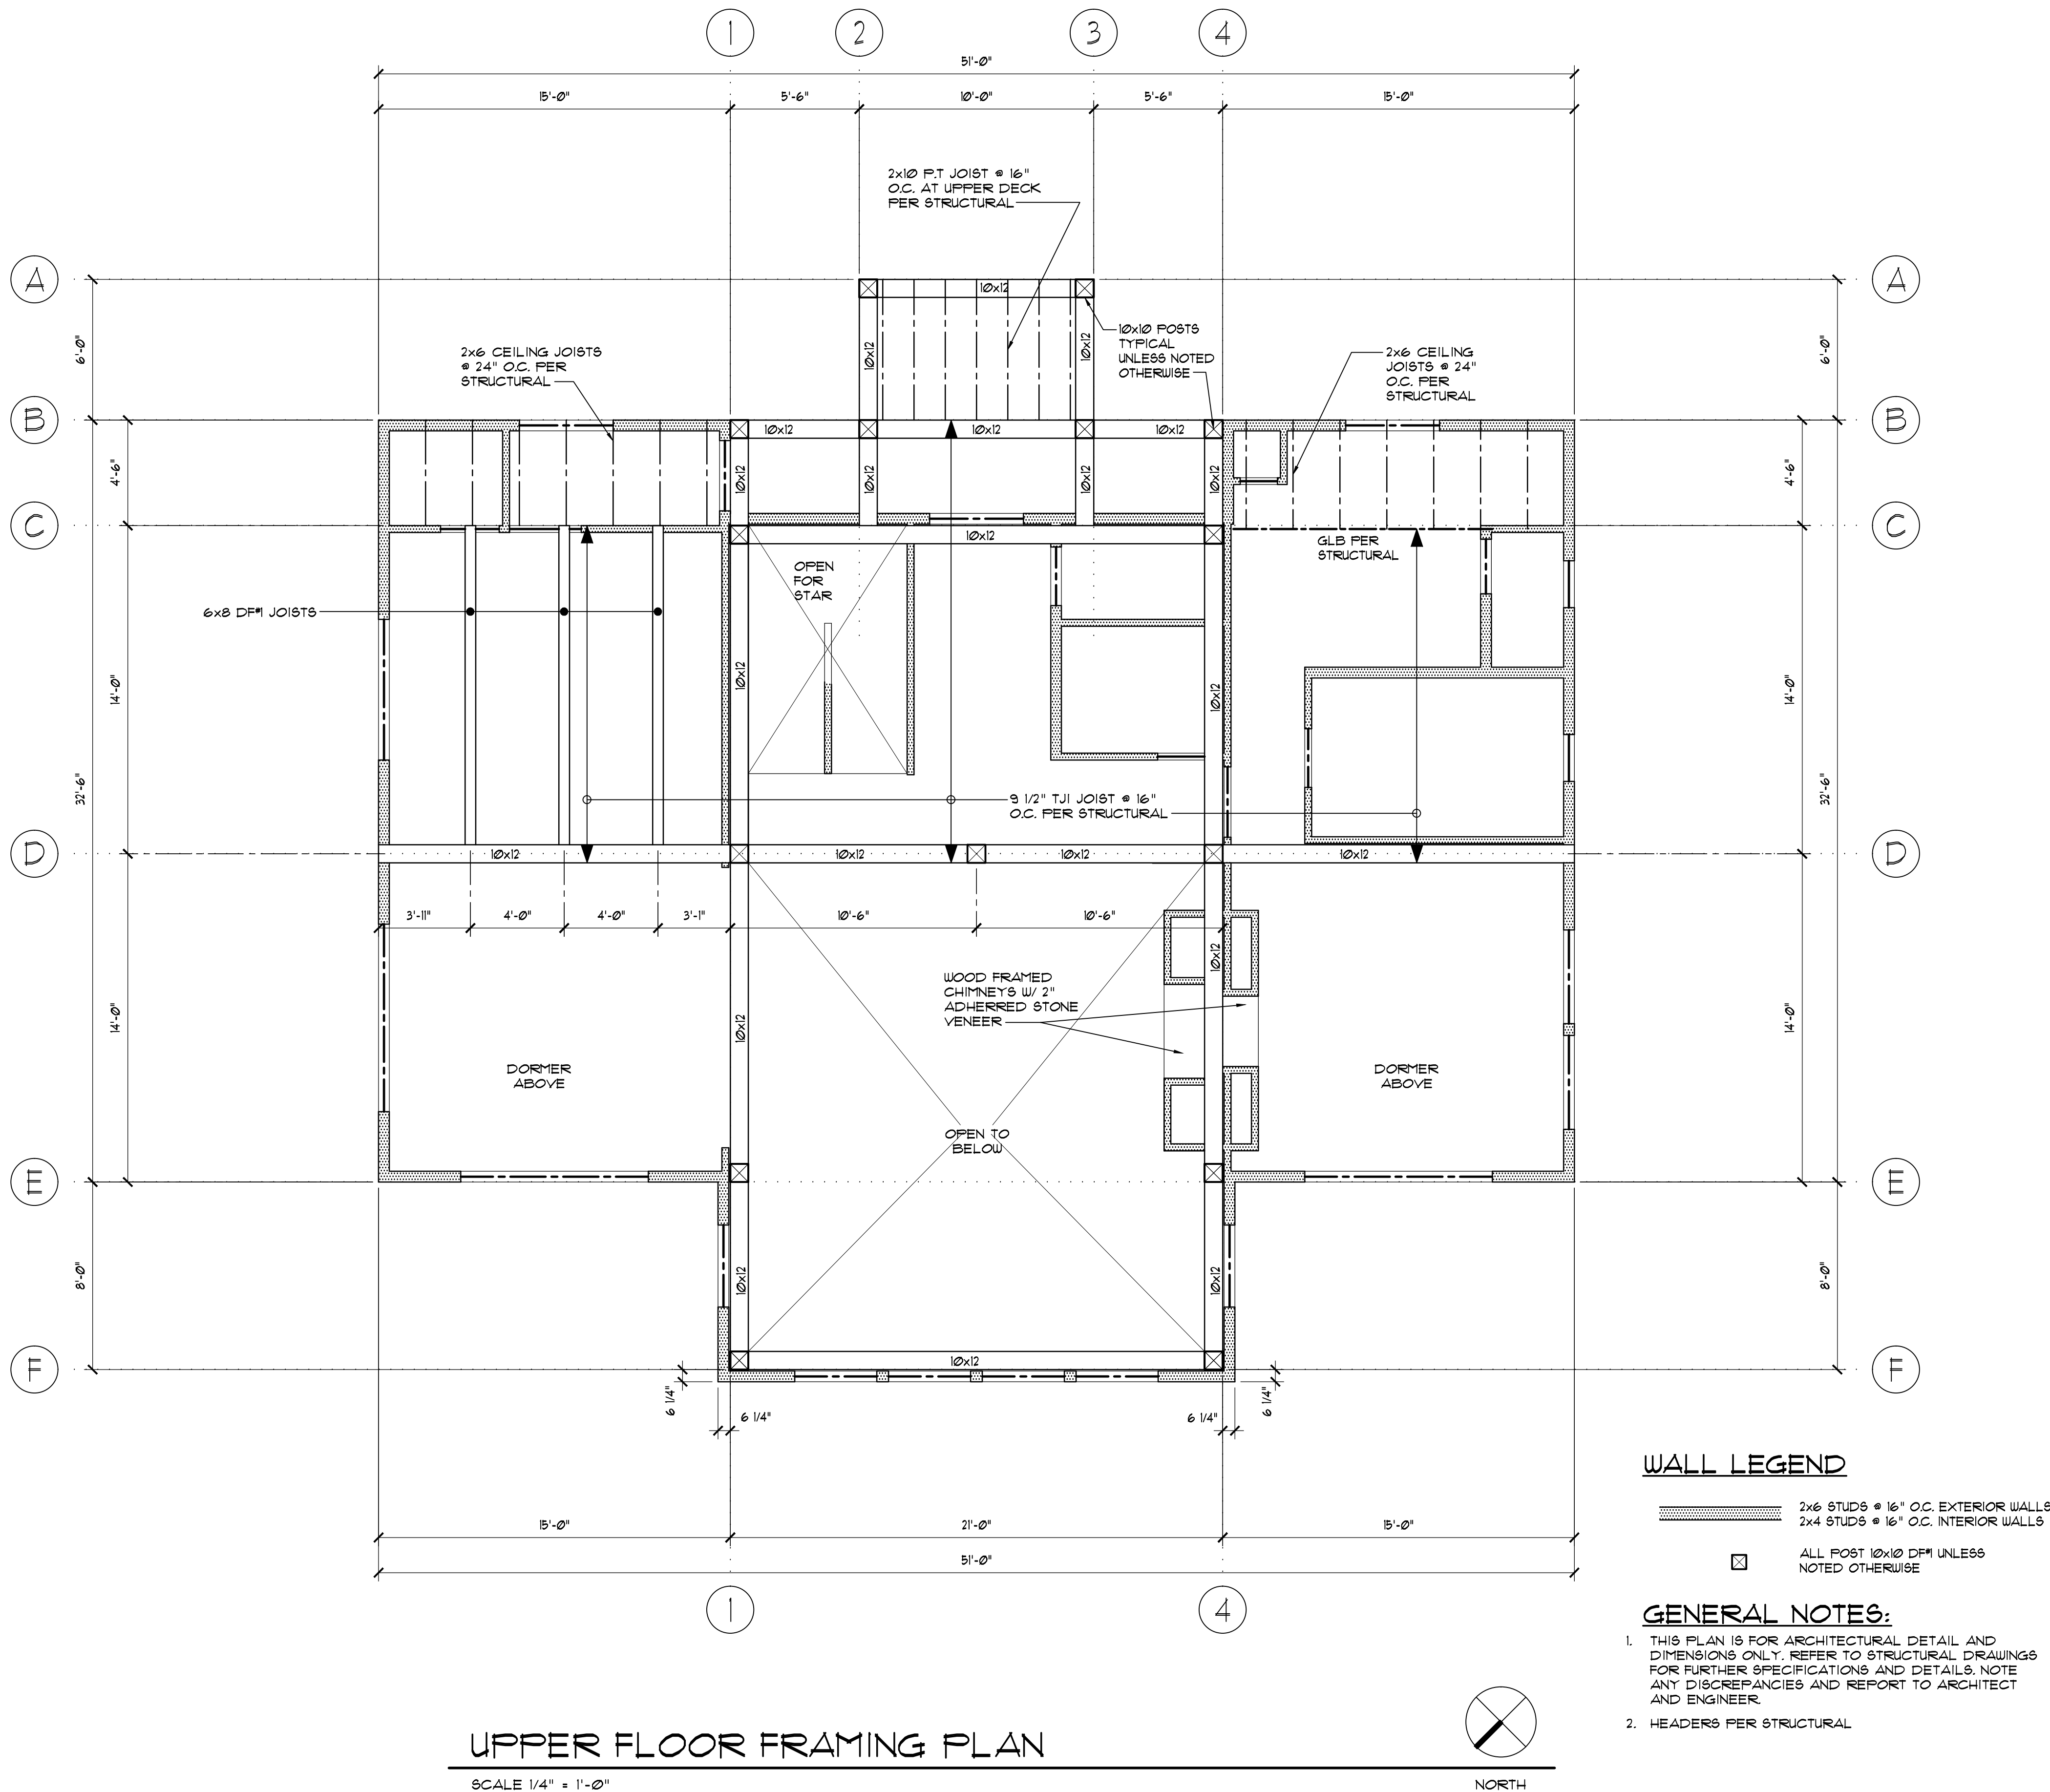 1 2 3 4
51'-0"
15'-0" 5'-6" 10'-0" 5'-6" 15'-0"
2x10 P.T JOIST @ 16"
O.C. AT UPPER DECK
PER STRUCTURAL
A A
10x12
6'-0" 6'-0"
10x12 10x12
10x10 POSTS
TYPICAL
UNLESS NOTED
OTHERWISE
2x6 CEILING JOISTS
@ 24" O.C. PER
STRUCTURAL
2x6 CEILING
JOISTS @ 24"
O.C. PER
STRUCTURAL
B B
10x12 10x12 10x12
4'-6" 10x12 10x12 10x12 10x12 4'-6"
C C
10x12
GLB PER
STRUCTURAL
OPEN
FOR
STAR
6x8 DF#1 JOISTS
14'-0" 10x12 10x12 14'-0"
32'-6" 32'-6"
9 1/2" TJI JOIST @ 16"
O.C. PER STRUCTURAL
D D
10x12 10x12 10x12 10x12
3'-11" 4'-0" 4'-0" 3'-1" 10'-6" 10'-6"
10x12
WOOD FRAMED
CHIMNEYS W/ 2"
ADHERRED STONE
VENEER
14'-0" 10x12 14'-0"
DORMER
ABOVE
DORMER
ABOVE
OPEN TO
BELOW
E E
8'-0" 10x12 10x12 8'-0"
F F
10x12
6 1/4" 6 1/4"
6 1/4" 6 1/4"
15'-0" 21'-0" 15'-0"
51'-0"
1 4
WALL LEGEND
2x6 STUDS @ 16" O.C. EXTERIOR WALLS
2x4 STUDS @ 16" O.C. INTERIOR WALLS
ALL POST 10x10 DF#1 UNLESS
NOTED OTHERWISE
GENERAL NOTES:
1. THIS PLAN IS FOR ARCHITECTURAL DETAIL AND
DIMENSIONS ONLY. REFER TO STRUCTURAL DRAWINGS
FOR FURTHER SPECIFICATIONS AND DETAILS. NOTE
ANY DISCREPANCIES AND REPORT TO ARCHITECT
AND ENGINEER.
2. HEADERS PER STRUCTURAL
UPPER FLOOR FRAMING PLAN
SCALE 1/4" = 1'-0"
NORTH